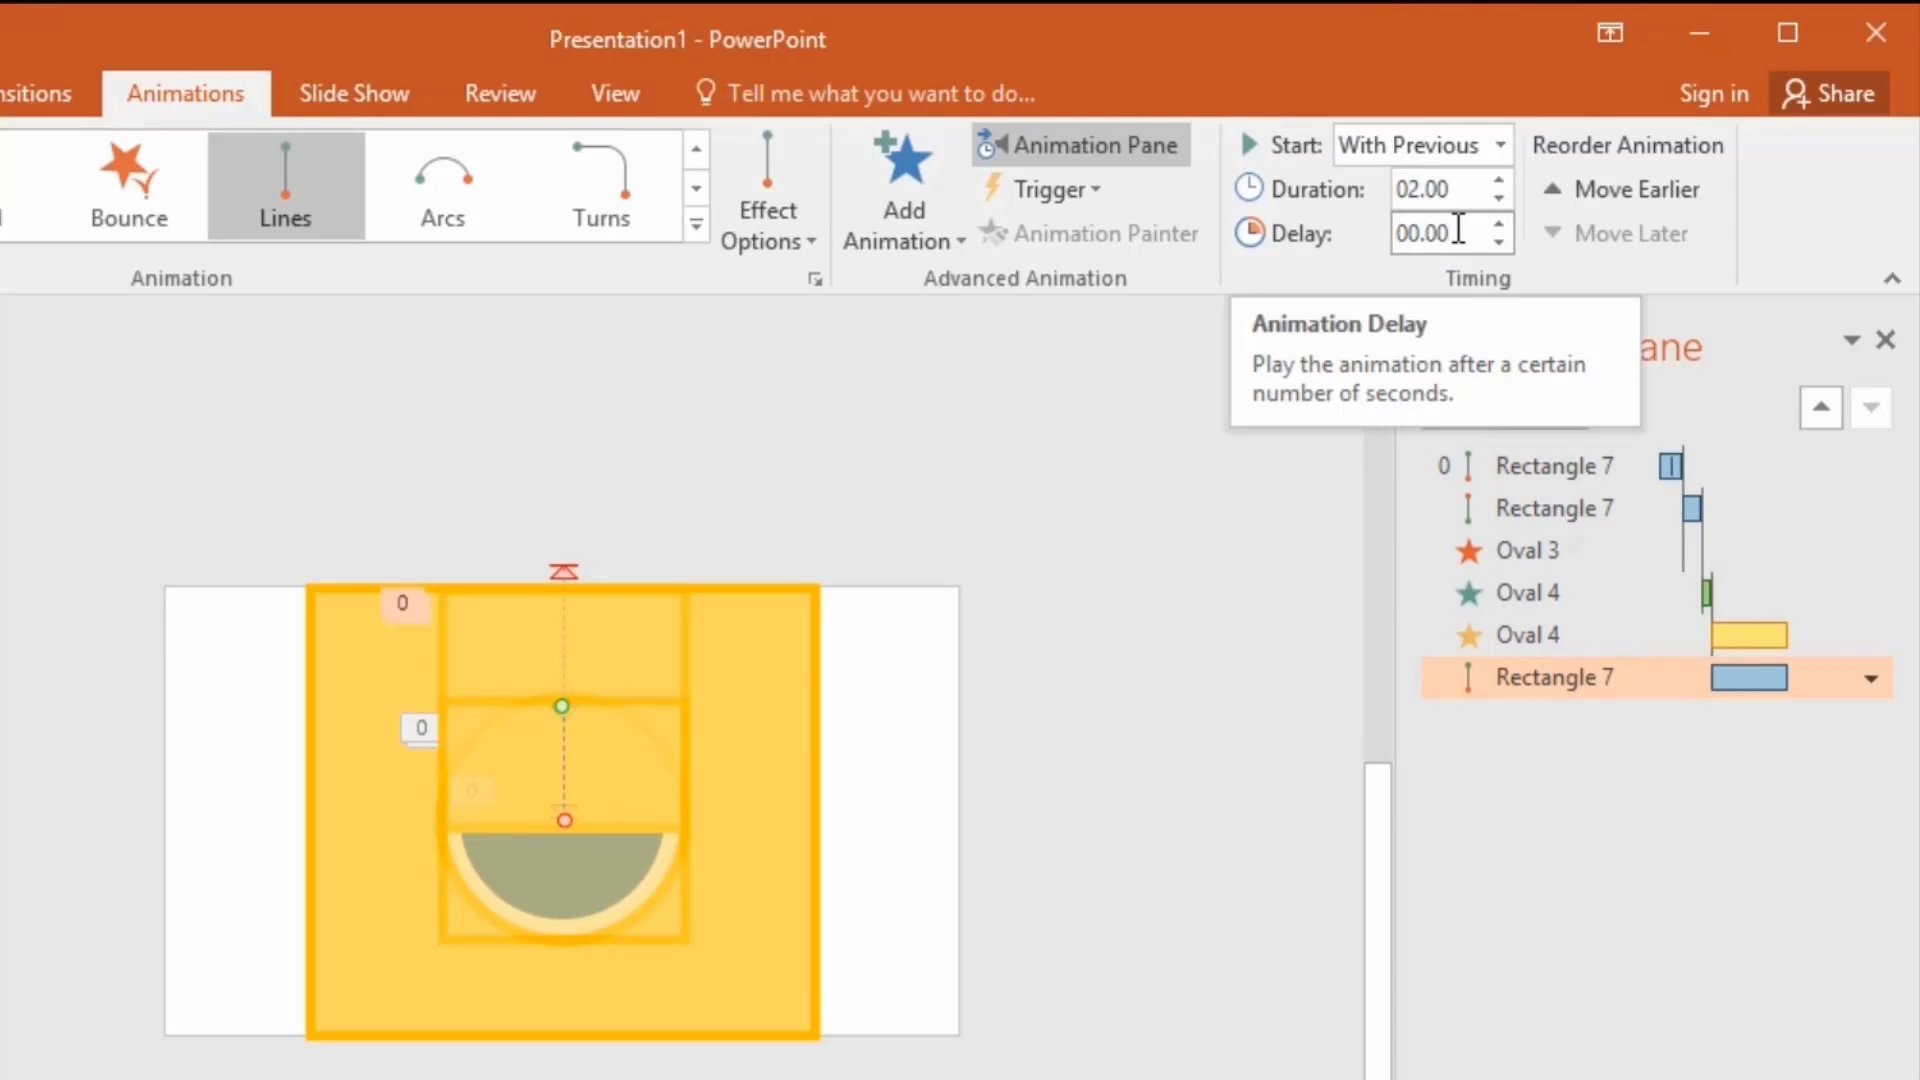 Presentation1 - PowerPoint
nsitions Animations Slide Show Review View Tell me what you want to do... Sign in Share
Bounce Lines Arcs Turns
Effect Options
Add Animation
Animation Pane
Trigger
Animation Painter
Start: With Previous
Duration: 02.00
Delay: 00.00
Reorder Animation
Move Earlier
Move Later
Animation Advanced Animation Timing
Animation Delay
Play the animation after a certain
number of seconds.
ane
0 Rectangle 7
Rectangle 7
Oval 3
Oval 4
Oval 4
Rectangle 7
0
0
0